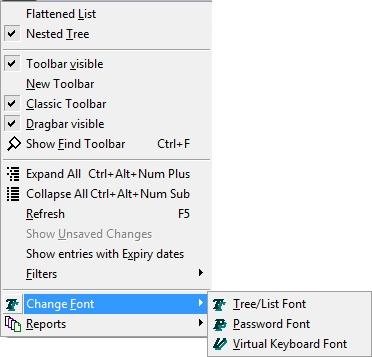 Flattened List
Nested Tree
Toolbar visible
New Toolbar
Classic Toolbar
Dragbar visible
Show Find Toolbar Ctrl+F
Expand All Ctrl+Alt+Num Plus
Collapse All Ctrl+Alt+Num Sub
Refresh F5
Show Unsaved Changes
Show entries with Expiry dates
Filters
Change Font
Reports
Tree/List Font
Password Font
Virtual Keyboard Font